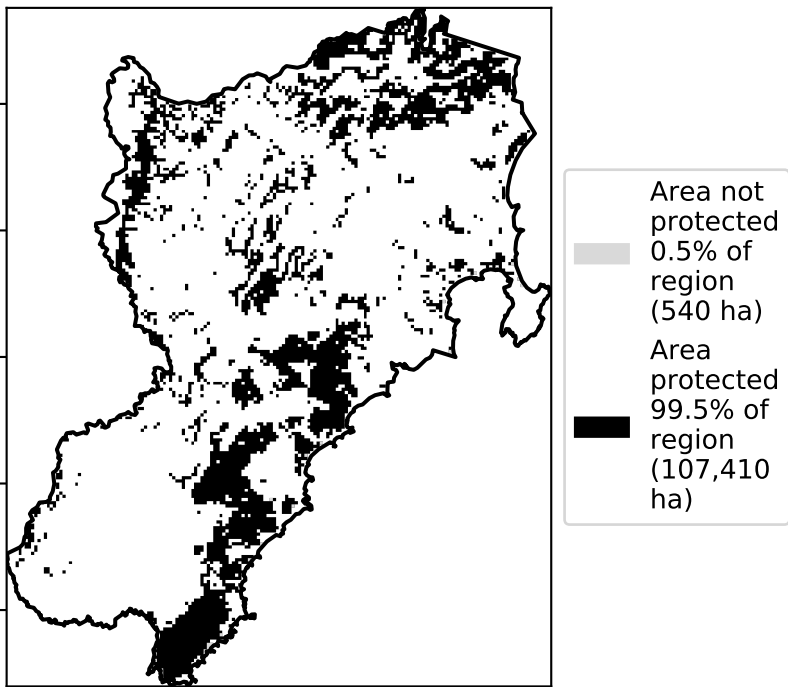 Area not
protected
0.5% of
region
(540 ha)
Area
protected
99.5% of
region
(107,410
ha)